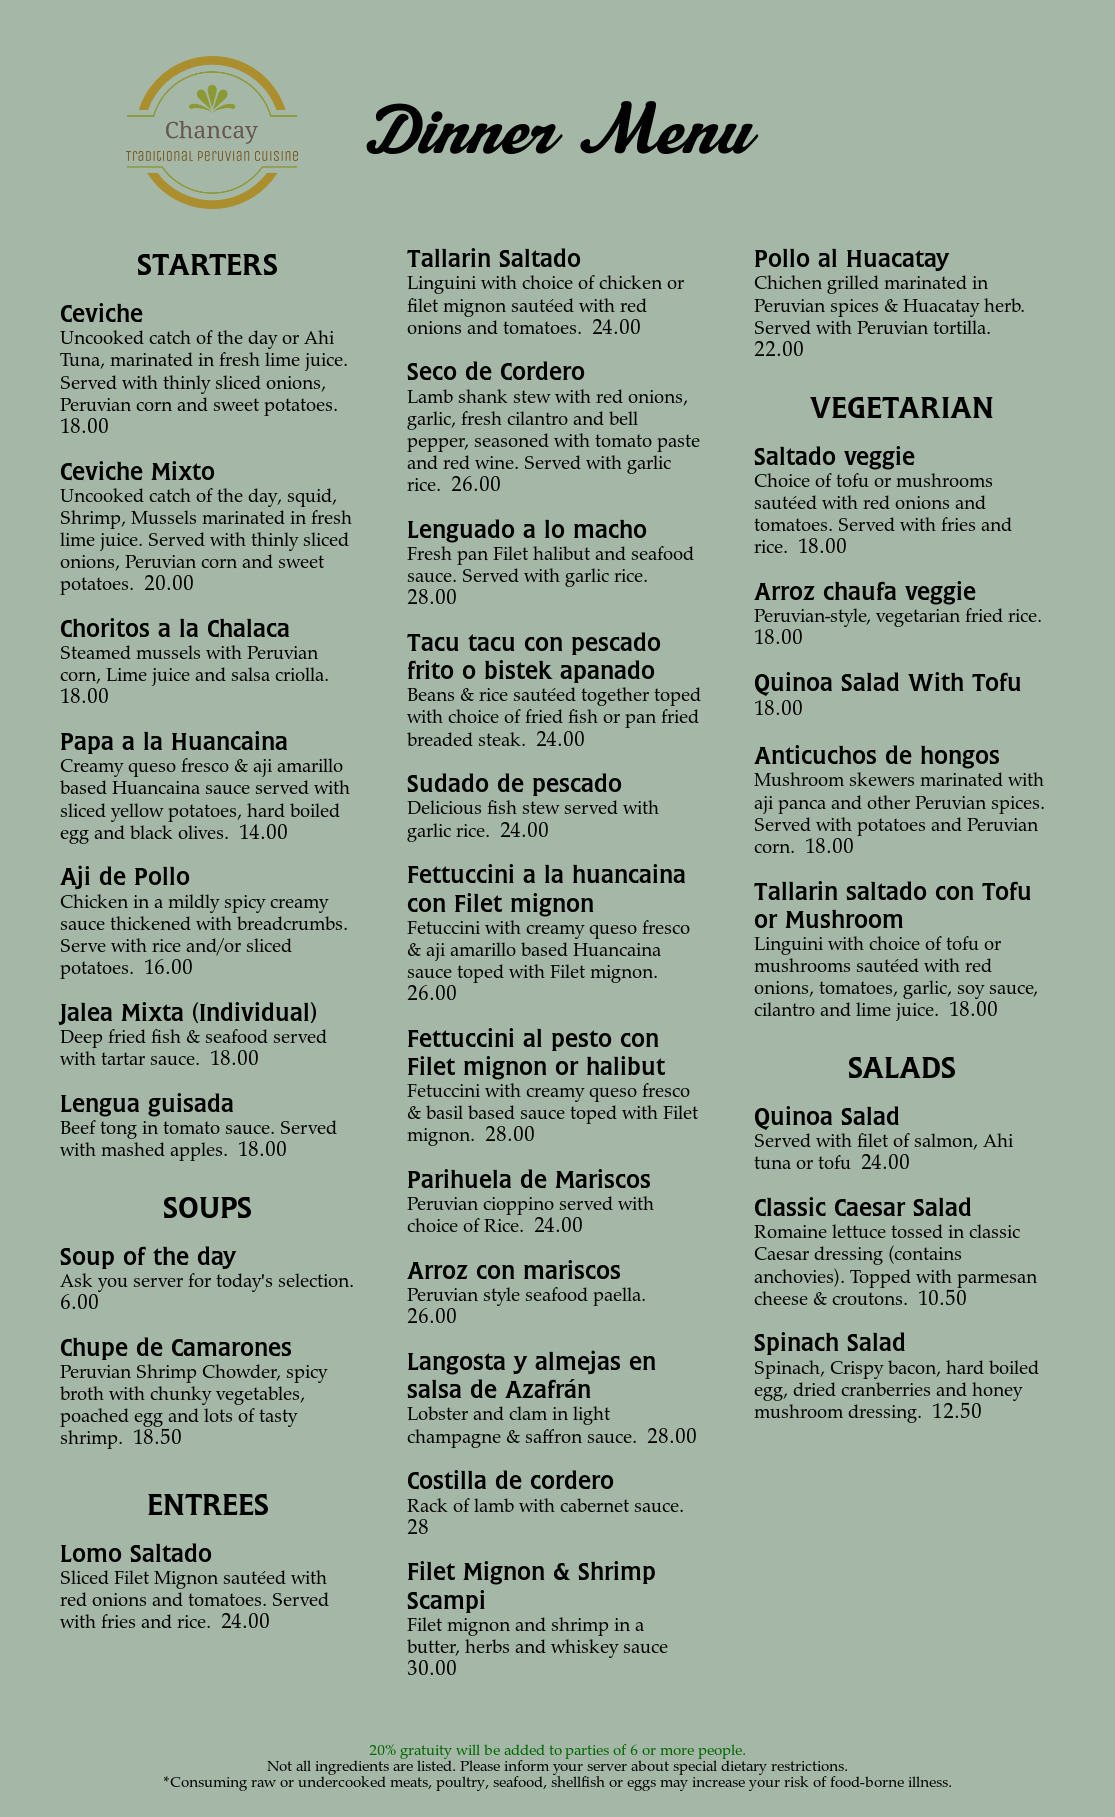 Chancay
Traditional Peruvian Cuisine
Dinner Menu
STARTERS
Ceviche
Uncooked catch of the day or Ahi
Tuna, marinated in fresh lime juice.
Served with thinly sliced onions,
Peruvian corn and sweet potatoes.
18.00
Ceviche Mixto
Uncooked catch of the day, squid,
Shrimp, Mussels marinated in fresh
lime juice. Served with thinly sliced
onions, Peruvian corn and sweet
potatoes. 20.00
Choritos a la Chalaca
Steamed mussels with Peruvian
corn, Lime juice and salsa criolla.
18.00
Papa a la Huancaina
Creamy queso fresco & aji amarillo
based Huancaina sauce served with
sliced yellow potatoes, hard boiled
egg and black olives. 14.00
Aji de Pollo
Chicken in a mildly spicy creamy
sauce thickened with breadcrumbs.
Serve with rice and/or sliced
potatoes. 16.00
Jalea Mixta (Individual)
Deep fried fish & seafood served
with tartar sauce. 18.00
Lengua guisada
Beef tong in tomato sauce. Served
with mashed apples. 18.00
SOUPS
Soup of the day
Ask you server for today's selection.
6.00
Chupe de Camarones
Peruvian Shrimp Chowder, spicy
broth with chunky vegetables,
poached egg and lots of tasty
shrimp. 18.50
ENTREES
Lomo Saltado
Sliced Filet Mignon sautéed with
red onions and tomatoes. Served
with fries and rice. 24.00
Tallarin Saltado
Linguini with choice of chicken or
filet mignon sautéed with red
onions and tomatoes. 24.00
Seco de Cordero
Lamb shank stew with red onions,
garlic, fresh cilantro and bell
pepper, seasoned with tomato paste
and red wine. Served with garlic
rice. 26.00
Lenguado a lo macho
Fresh pan Filet halibut and seafood
sauce. Served with garlic rice.
28.00
Tacu tacu con pescado
frito o bistek apanado
Beans & rice sautéed together toped
with choice of fried fish or pan fried
breaded steak. 24.00
Sudado de pescado
Delicious fish stew served with
garlic rice. 24.00
Fettuccini a la huancaina
con Filet mignon
Fetuccini with creamy queso fresco
& aji amarillo based Huancaina
sauce toped with Filet mignon.
26.00
Fettuccini al pesto con
Filet mignon or halibut
Fetuccini with creamy queso fresco
& basil based sauce toped with Filet
mignon. 28.00
Parihuela de Mariscos
Peruvian cioppino served with
choice of Rice. 24.00
Arroz con mariscos
Peruvian style seafood paella.
26.00
Langosta y almejas en
salsa de Azafrán
Lobster and clam in light
champagne & saffron sauce. 28.00
Costilla de cordero
Rack of lamb with cabernet sauce.
28
Filet Mignon & Shrimp
Scampi
Filet mignon and shrimp in a
butter, herbs and whiskey sauce
30.00
Pollo al Huacatay
Chichen grilled marinated in
Peruvian spices & Huacatay herb.
Served with Peruvian tortilla.
22.00
VEGETARIAN
Saltado veggie
Choice of tofu or mushrooms
sautéed with red onions and
tomatoes. Served with fries and
rice. 18.00
Arroz chaufa veggie
Peruvian-style, vegetarian fried rice.
18.00
Quinoa Salad With Tofu
18.00
Anticuchos de hongos
Mushroom skewers marinated with
aji panca and other Peruvian spices.
Served with potatoes and Peruvian
corn. 18.00
Tallarin saltado con Tofu
or Mushroom
Linguini with choice of tofu or
mushrooms sautéed with red
onions, tomatoes, garlic, soy sauce,
cilantro and lime juice. 18.00
SALADS
Quinoa Salad
Served with filet of salmon, Ahi
tuna or tofu 24.00
Classic Caesar Salad
Romaine lettuce tossed in classic
Caesar dressing (contains
anchovies). Topped with parmesan
cheese & croutons. 10.50
Spinach Salad
Spinach, Crispy bacon, hard boiled
egg, dried cranberries and honey
mushroom dressing. 12.50
20% gratuity will be added to parties of 6 or more people.
Not all ingredients are listed. Please inform your server about special dietary restrictions.
*Consuming raw or undercooked meats, poultry, seafood, shellfish or eggs may increase your risk of food-borne illness.